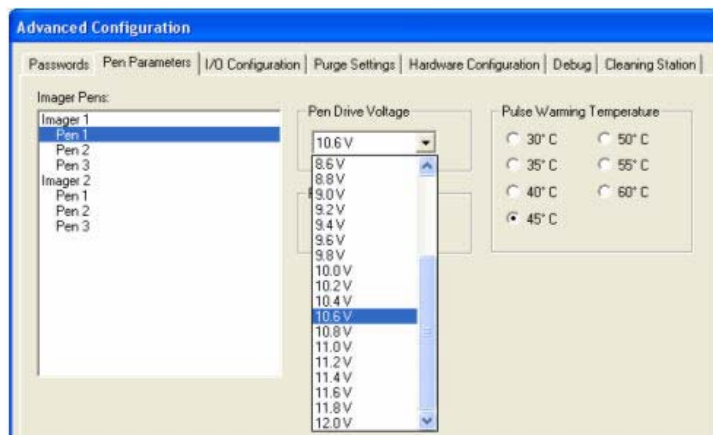 Advanced Configuration
Passwords Pen Parameters I/O Configuration Purge Settings Hardware Configuration Debug Cleaning Station
Imager Pens:
Imager 1
Pen 1
Pen 2
Pen 3
Imager 2
Pen 1
Pen 2
Pen 3
Pen Drive Voltage
10.6 V
8.6 V
8.8 V
9.0 V
9.2 V
9.4 V
9.6 V
9.8 V
10.0 V
10.2 V
10.4 V
10.6 V
10.8 V
11.0 V
11.2 V
11.4 V
11.6 V
11.8 V
12.0 V
Pulse Warming Temperature
30° C 50° C
35° C 55° C
40° C 60° C
45° C